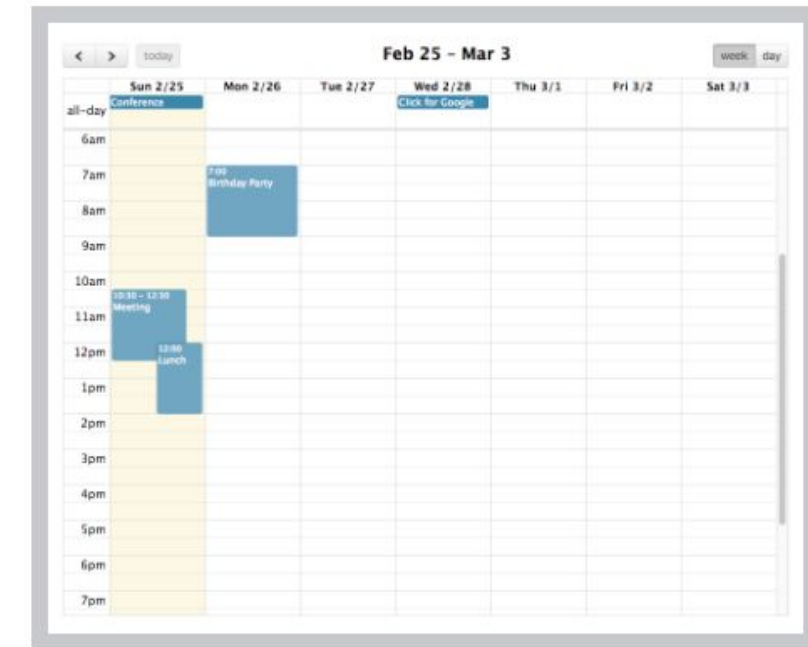 < > today Feb 25 – Mar 3 week day
Sun 2/25 Mon 2/26 Tue 2/27 Wed 2/28 Thu 3/1 Fri 3/2 Sat 3/3
all-day Conference Click for Google
6am
7am 7:00
Birthday Party
8am
9am
10am
10:30 - 12:30
Meeting
11am
12pm 12:00
Lunch
1pm
2pm
3pm
4pm
5pm
6pm
7pm